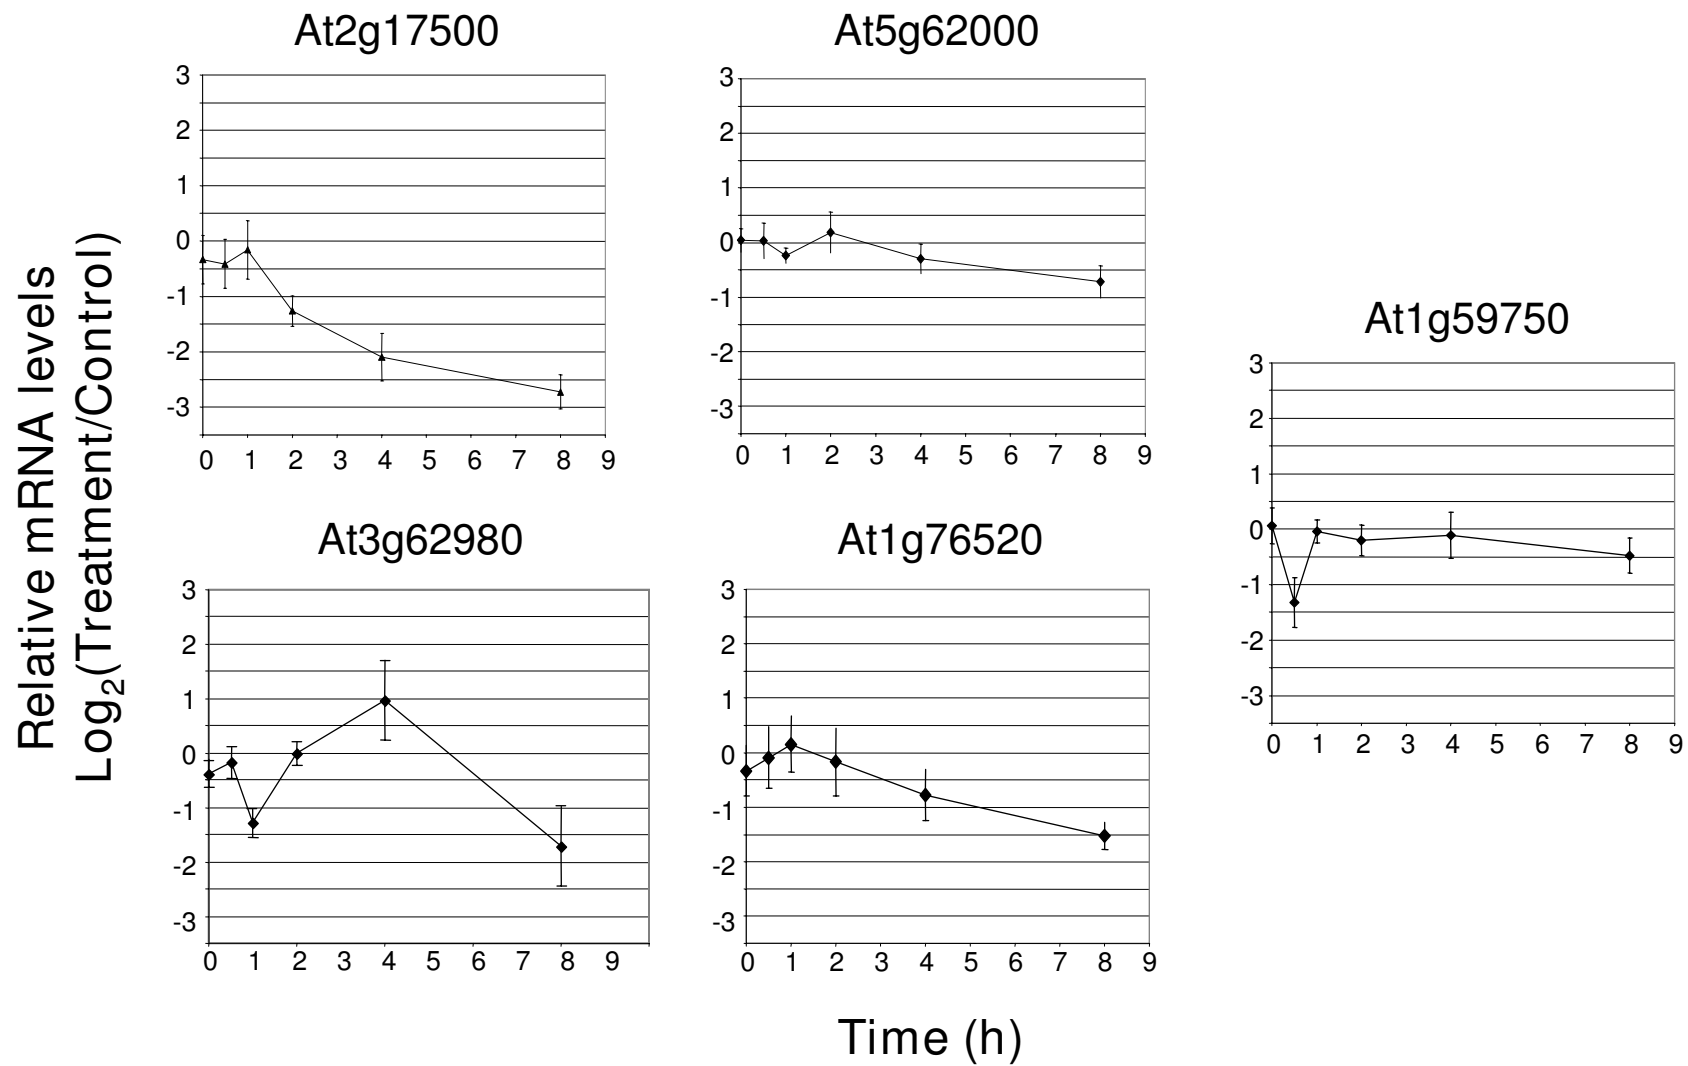 At2g17500
3
2
1
0
-1
-2
-3
0 1 2 3 4 5 6 7 8 9
At5g62000
3
2
1
0
-1
-2
-3
0 1 2 3 4 5 6 7 8 9
At1g59750
3
2
1
0
-1
-2
-3
0 1 2 3 4 5 6 7 8 9
At3g62980
3
2
1
0
-1
-2
-3
0 1 2 3 4 5 6 7 8 9
At1g76520
3
2
1
0
-1
-2
-3
0 1 2 3 4 5 6 7 8 9
Relative mRNA levels
Log₂(Treatment/Control)
Time (h)